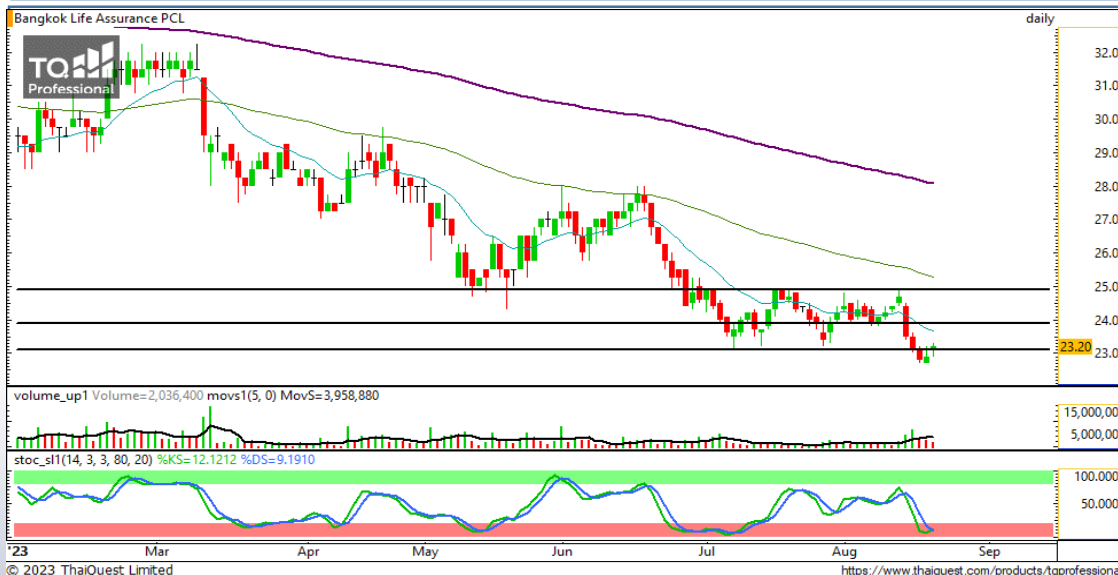 Bangkok Life Assurance PCL daily
TQ
Professional
32.0
30.0
29.0
28.0
27.0
26.0
25.0
24.0
23.20 23.0
volume_up1 Volume=2,036,400 movs1(5, 0) MovS=3,958,880
15,000,00
5,000,00
stoc_sl1(14, 3, 3, 80, 20) %KS=12.1212 %DS=9.1910
100.000
50.000
'23 Mar Apr May Jun Jul Aug Sep
© 2023 ThaiQuest Limited https://www.thaiquest.com/products/tqprofessiona